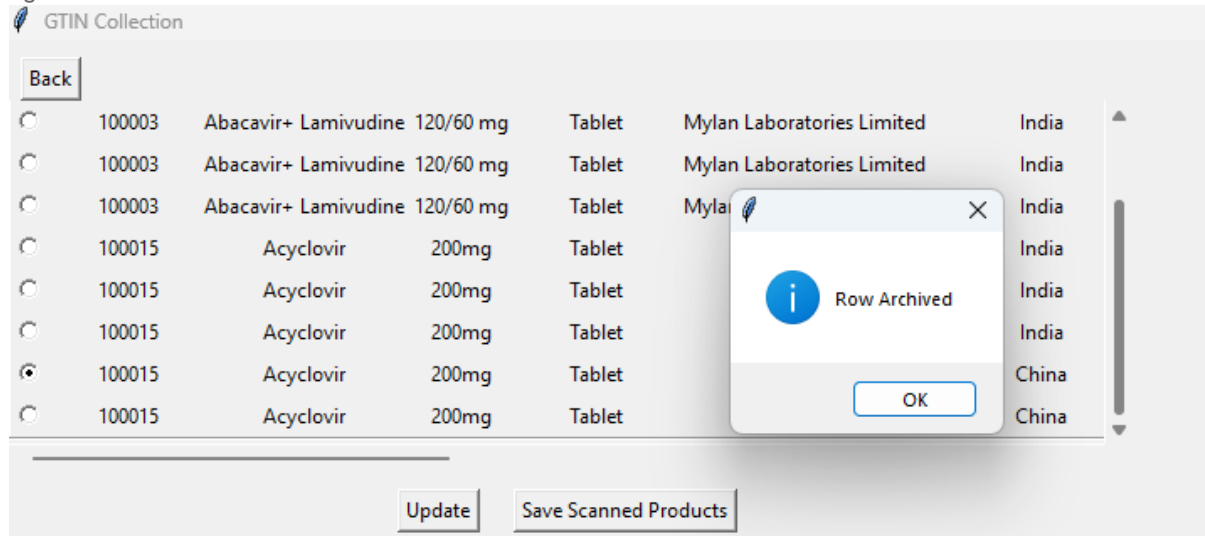 GTIN Collection
Back
100003 Abacavir+ Lamivudine 120/60 mg Tablet Mylan Laboratories Limited India
100003 Abacavir+ Lamivudine 120/60 mg Tablet Mylan Laboratories Limited India
100003 Abacavir+ Lamivudine 120/60 mg Tablet Mylan India
100015 Acyclovir 200mg Tablet India
100015 Acyclovir 200mg Tablet India
100015 Acyclovir 200mg Tablet India
100015 Acyclovir 200mg Tablet China
100015 Acyclovir 200mg Tablet China
Row Archived
OK
Update Save Scanned Products